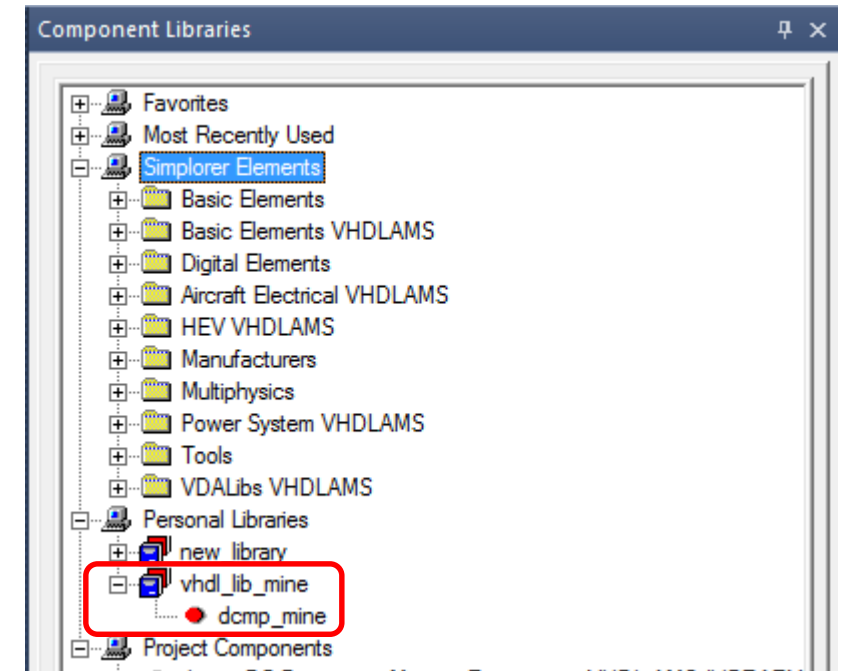 Component Libraries
Favorites
Most Recently Used
Simplorer Elements
Basic Elements
Basic Elements VHDLAMS
Digital Elements
Aircraft Electrical VHDLAMS
HEV VHDLAMS
Manufacturers
Multiphysics
Power System VHDLAMS
Tools
VDALibs VHDLAMS
Personal Libraries
new_library
vhdl_lib_mine
dcmp_mine
Project Components